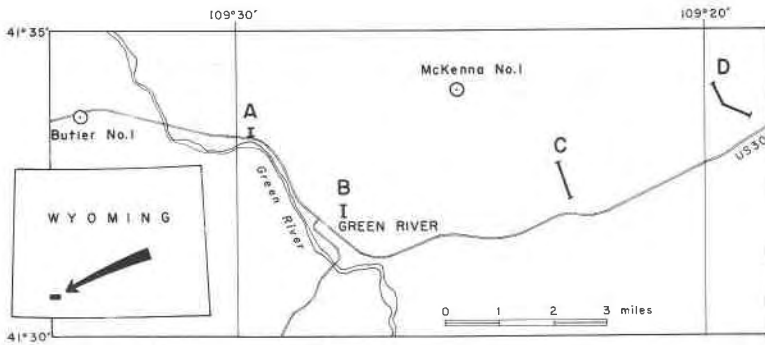 109°30'
109°20'
41°35'
McKenna No.1
D
A
Butler No.1
C
US30
B
Green River
GREEN RIVER
WYOMING
0 1 2 3 miles
41°30'